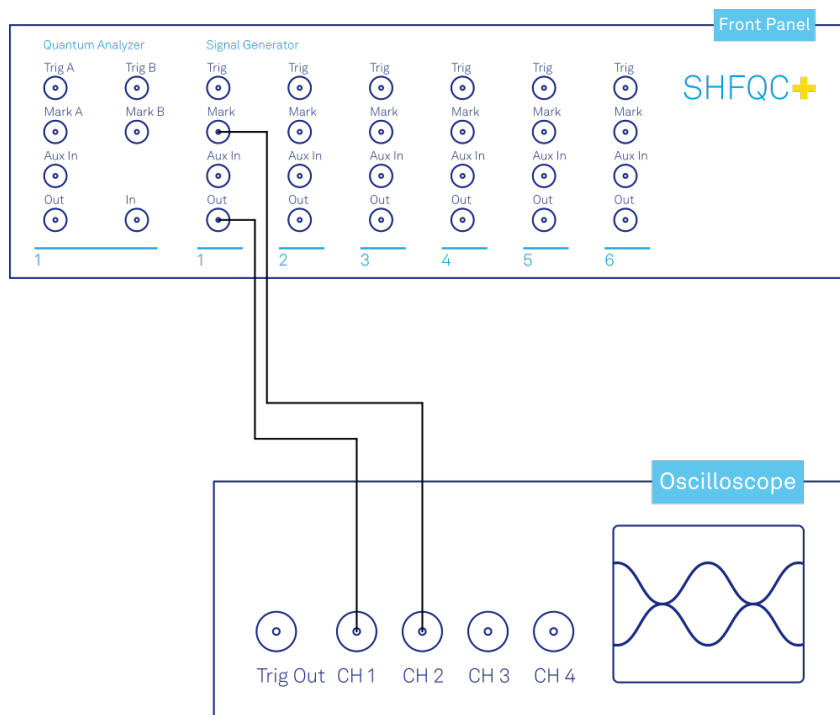 Front Panel
Quantum Analyzer Signal Generator
Trig A Trig B Trig Trig Trig Trig Trig Trig
SHFQC+
Mark A Mark B Mark Mark Mark Mark Mark Mark
Aux In Aux In Aux In Aux In Aux In Aux In Aux In
Out In Out Out Out Out Out Out
1 1 2 3 4 5 6
Oscilloscope
Trig Out CH 1 CH 2 CH 3 CH 4